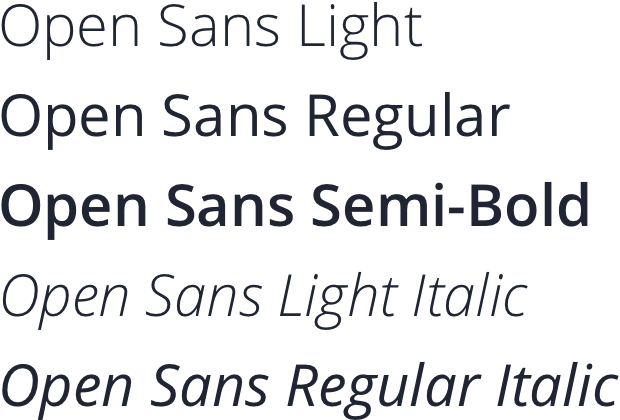 Open Sans Light
Open Sans Regular
Open Sans Semi-Bold
Open Sans Light Italic
Open Sans Regular Italic